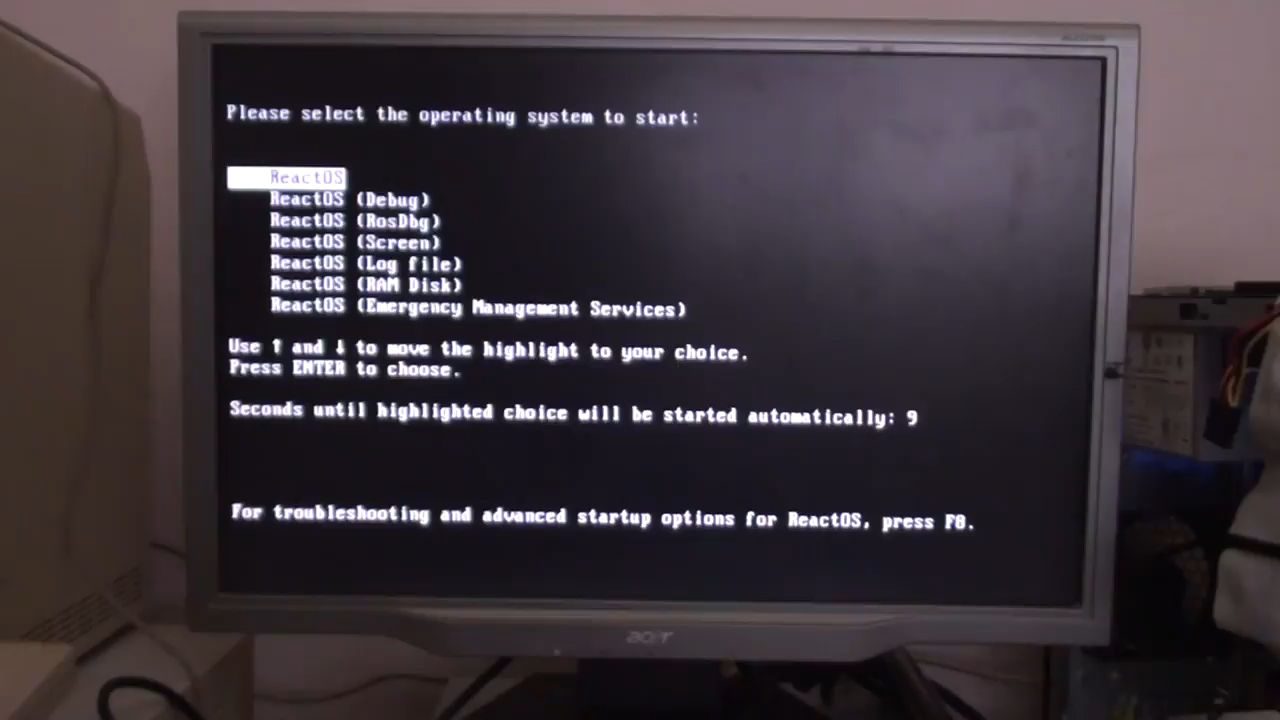 Please select the operating system to start:
ReactOS
ReactOS (Debug)
ReactOS (RosDbg)
ReactOS (Screen)
ReactOS (Log file)
ReactOS (RAM Disk)
ReactOS (Emergency Management Services)
Use ↑ and ↓ to move the highlight to your choice.
Press ENTER to choose.
Seconds until highlighted choice will be started automatically: 9
For troubleshooting and advanced startup options for ReactOS, press F8.
acer